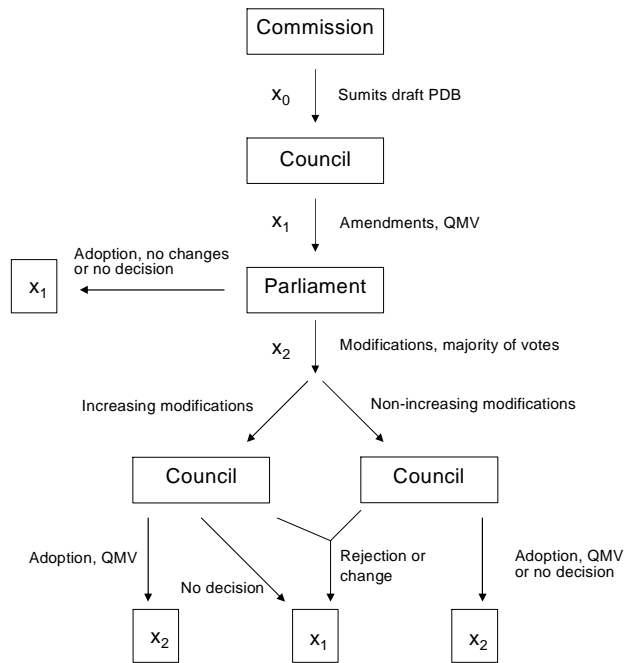 Commission
x0
Sumits draft PDB
Council
x1
Amendments, QMV
Adoption, no changes
or no decision
x1
Parliament
x2
Modifications, majority of votes
Increasing modifications
Non-increasing modifications
Council
Council
Adoption, QMV
No decision
Rejection or
change
Adoption, QMV
or no decision
x2
x1
x2